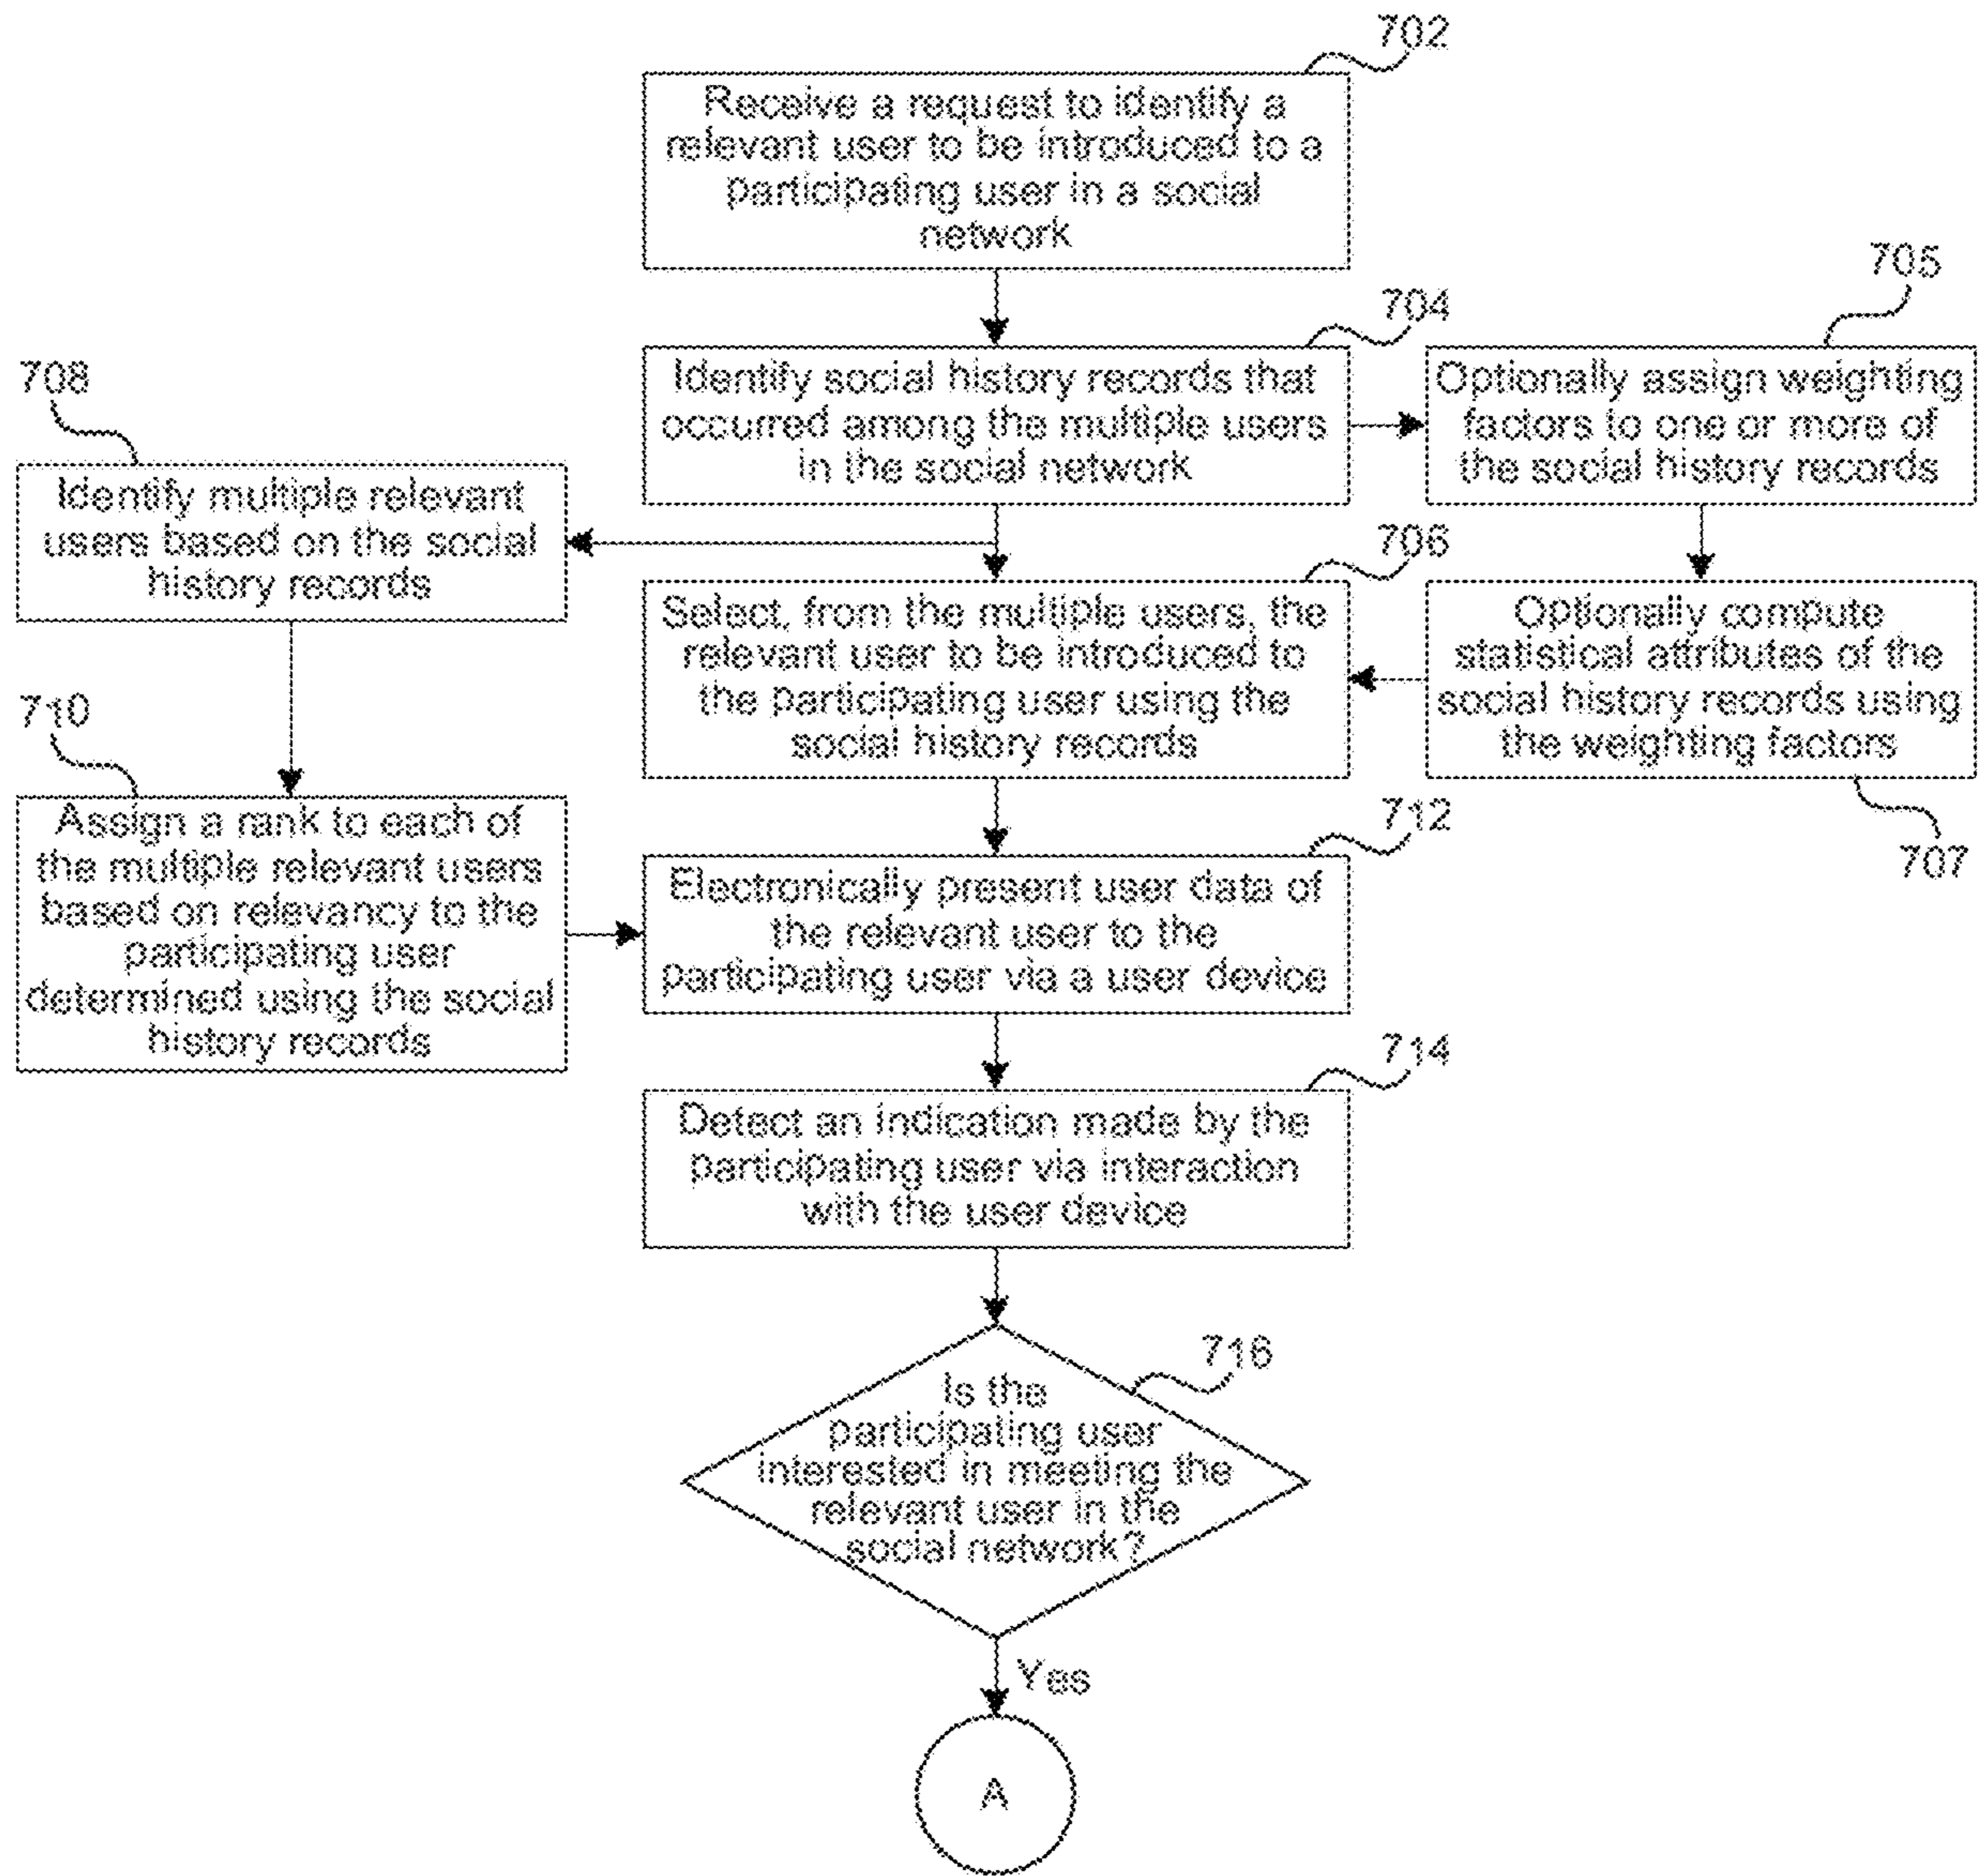 702
Receive a request to identify a
relevant user to be introduced to a
participating user in a social
network
704
Identify social history records that
occurred among the multiple users
in the social network
705
Optionally assign weighting
factors to one or more of
the social history records
708
Identify multiple relevant
users based on the social
history records
706
Select, from the multiple users, the
relevant user to be introduced to
the participating user using the
social history records
Optionally compute
statistical attributes of the
social history records using
the weighting factors
707
710
Assign a rank to each of
the multiple relevant users
based on relevancy to the
participating user
determined using the social
history records
712
Electronically present user data of
the relevant user to the
participating user via a user device
714
Detect an indication made by the
participating user via interaction
with the user device
716
Is the
participating user
interested in meeting the
relevant user in the
social network?
Yes
A